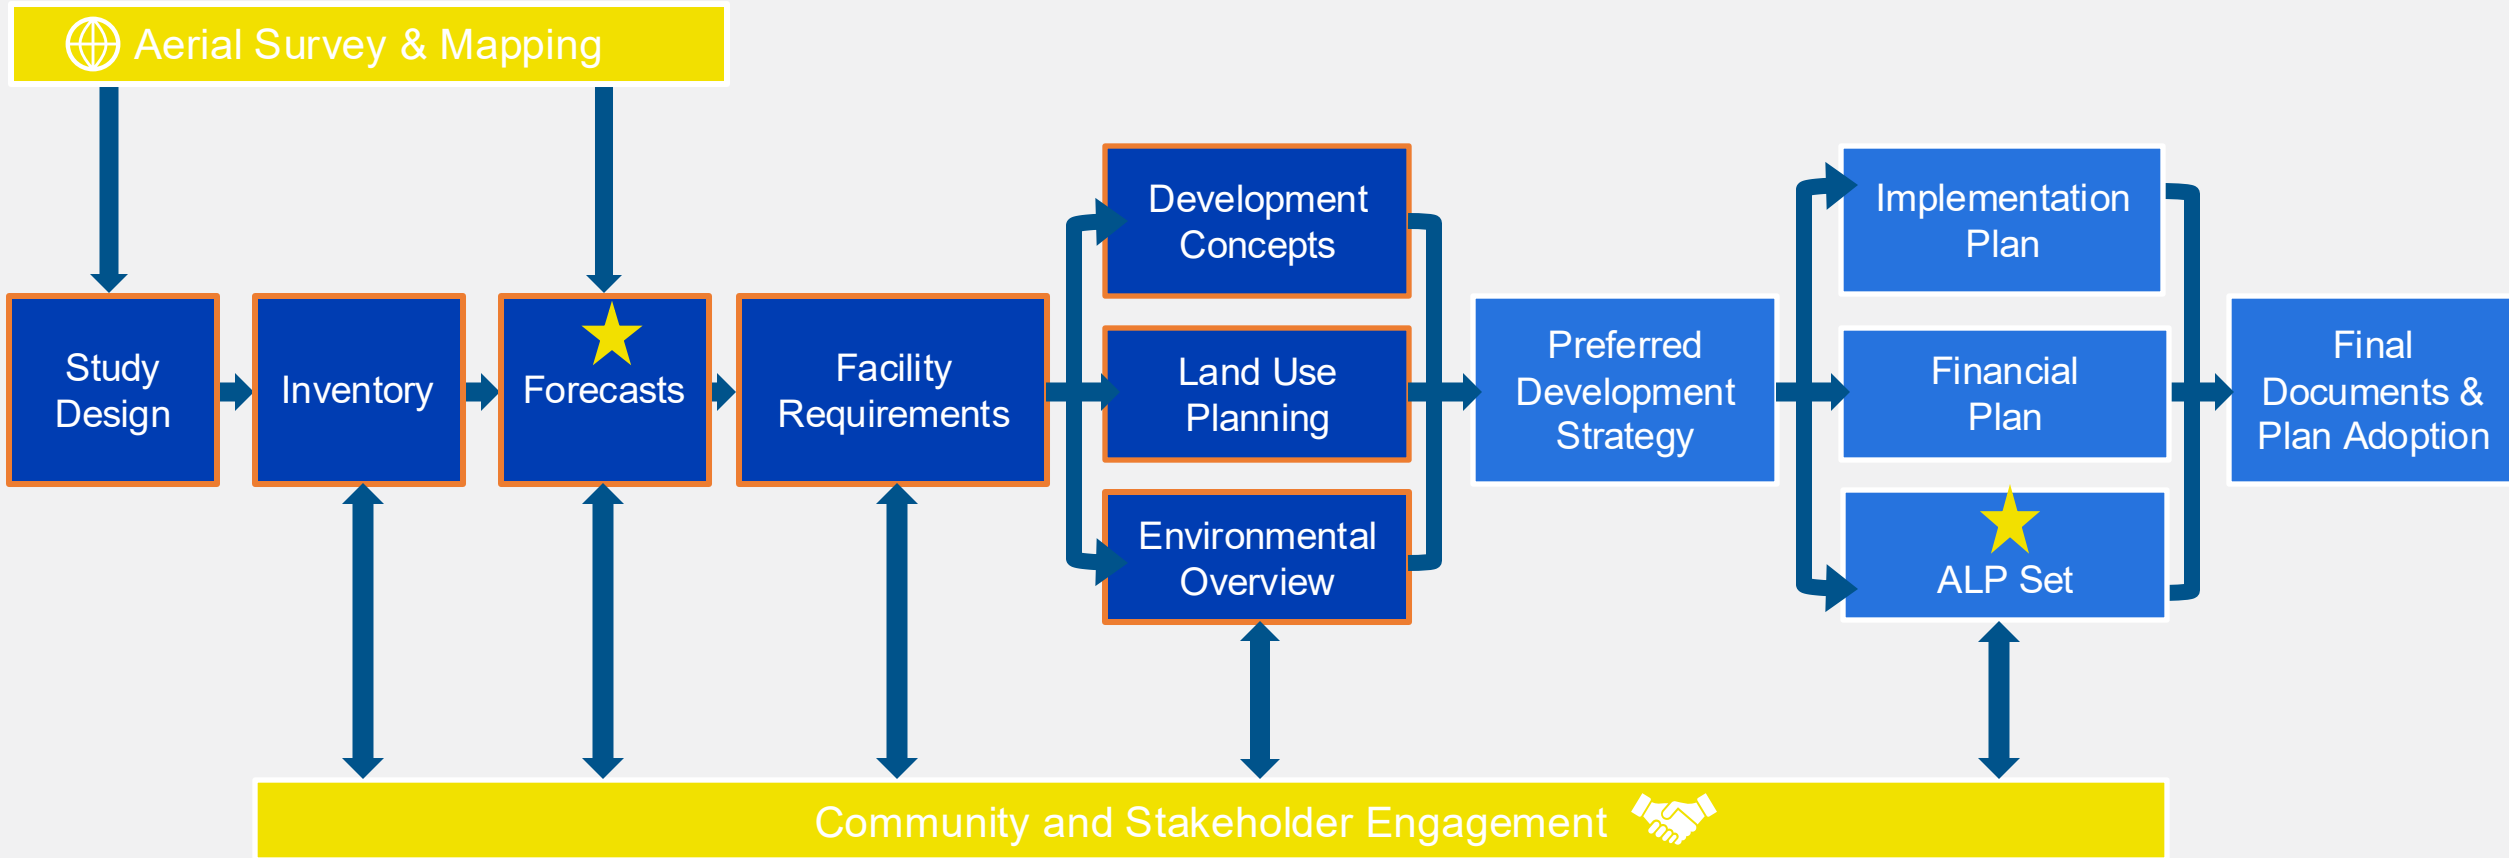 Aerial Survey & Mapping
Study
Design
Inventory
Forecasts
Facility
Requirements
Development
Concepts
Land Use
Planning
Environmental
Overview
Preferred
Development
Strategy
Implementation
Plan
Financial
Plan
ALP Set
Final
Documents &
Plan Adoption
Community and Stakeholder Engagement